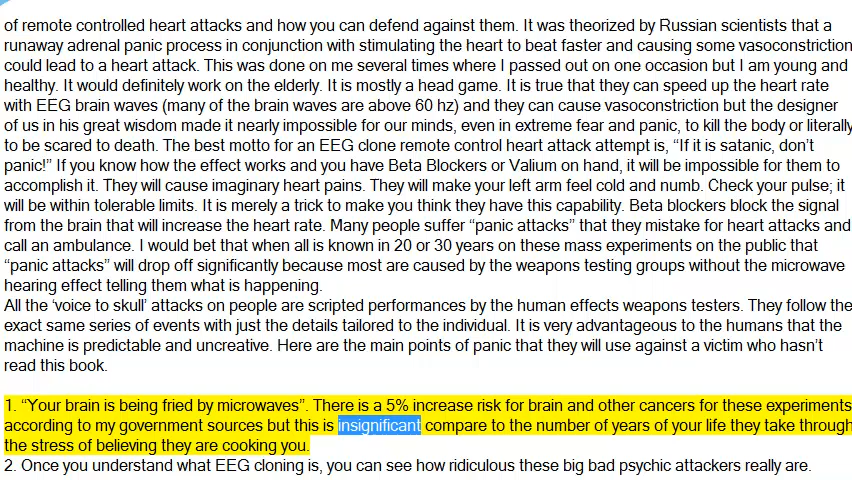 of remote controlled heart attacks and how you can defend against them. It was theorized by Russian scientists that a
runaway adrenal panic process in conjunction with stimulating the heart to beat faster and causing some vasoconstriction
could lead to a heart attack. This was done on me several times where I passed out on one occasion but I am young and
healthy. It would definitely work on the elderly. It is mostly a head game. It is true that they can speed up the heart rate
with EEG brain waves (many of the brain waves are above 60 hz) and they can cause vasoconstriction but the designer
of us in his great wisdom made it nearly impossible for our minds, even in extreme fear and panic, to kill the body or literally
to be scared to death. The best motto for an EEG clone remote control heart attack attempt is, “If it is satanic, don’t
panic!” If you know how the effect works and you have Beta Blockers or Valium on hand, it will be impossible for them to
accomplish it. They will cause imaginary heart pains. They will make your left arm feel cold and numb. Check your pulse; it
will be within tolerable limits. It is merely a trick to make you think they have this capability. Beta blockers block the signal
from the brain that will increase the heart rate. Many people suffer “panic attacks” that they mistake for heart attacks and
call an ambulance. I would bet that when all is known in 20 or 30 years on these mass experiments on the public that
“panic attacks” will drop off significantly because most are caused by the weapons testing groups without the microwave
hearing effect telling them what is happening.
All the ‘voice to skull’ attacks on people are scripted performances by the human effects weapons testers. They follow the
exact same series of events with just the details tailored to the individual. It is very advantageous to the humans that the
machine is predictable and uncreative. Here are the main points of panic that they will use against a victim who hasn’t
read this book.
1. “Your brain is being fried by microwaves”. There is a 5% increase risk for brain and other cancers for these experiments
according to my government sources but this is insignificant compare to the number of years of your life they take through
the stress of believing they are cooking you.
2. Once you understand what EEG cloning is, you can see how ridiculous these big bad psychic attackers really are.